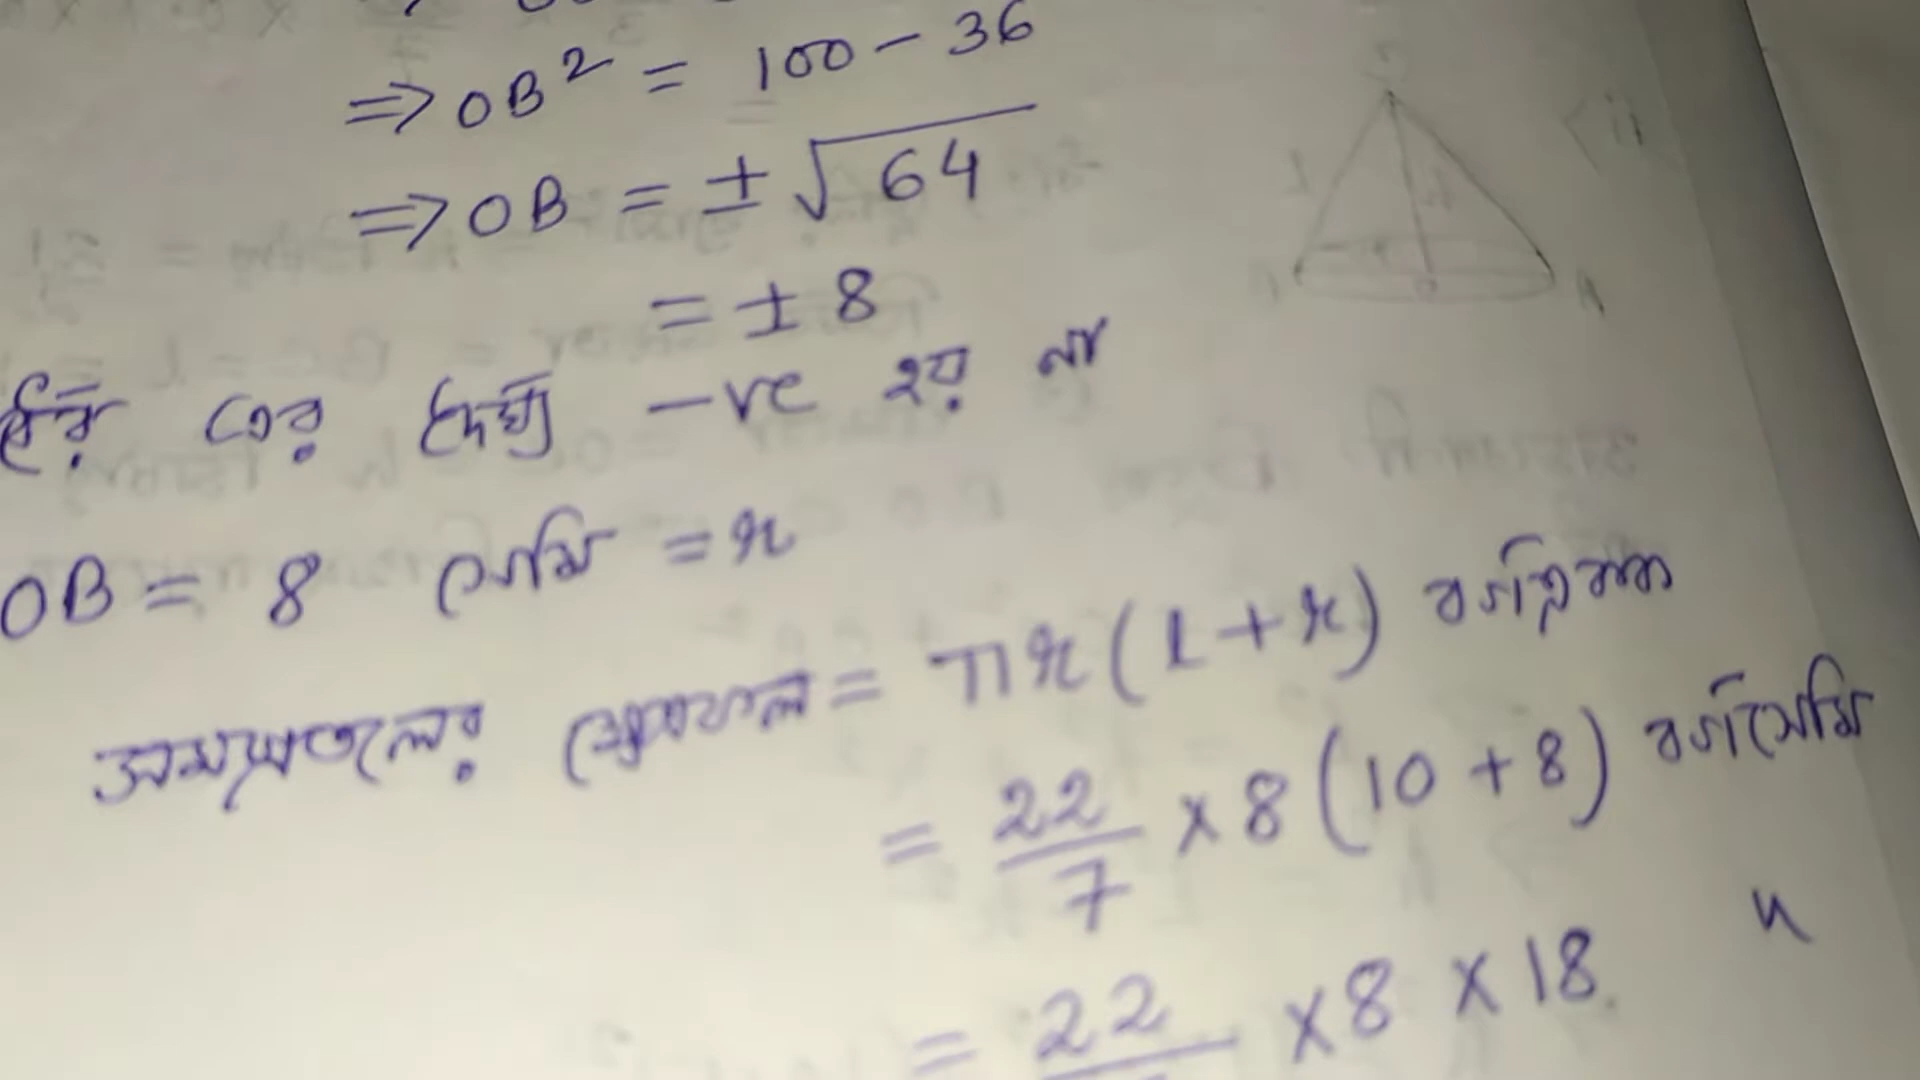 ⇒ OB² = 100 - 36
⇒ OB = ± √64
= ± 8
এর দৈর্ঘ্য -ve হয় না
OB = 8 সেমি = r
সমগ্রতলের ক্ষেত্রফল = πr(l+r) বর্গএকক
= 22/7 × 8 (10 + 8) বর্গসেমি
= 22 × 8 × 18 "